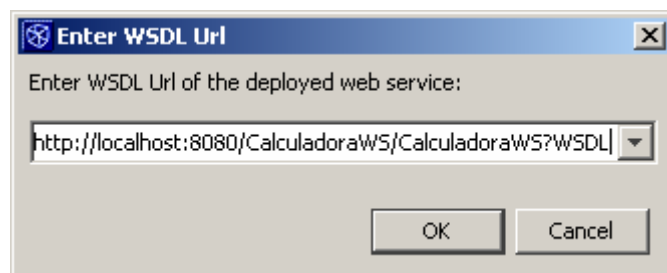 Enter WSDL Url
Enter WSDL Url of the deployed web service:
http://localhost:8080/CalculadoraWS/CalculadoraWS?WSDL
OK
Cancel